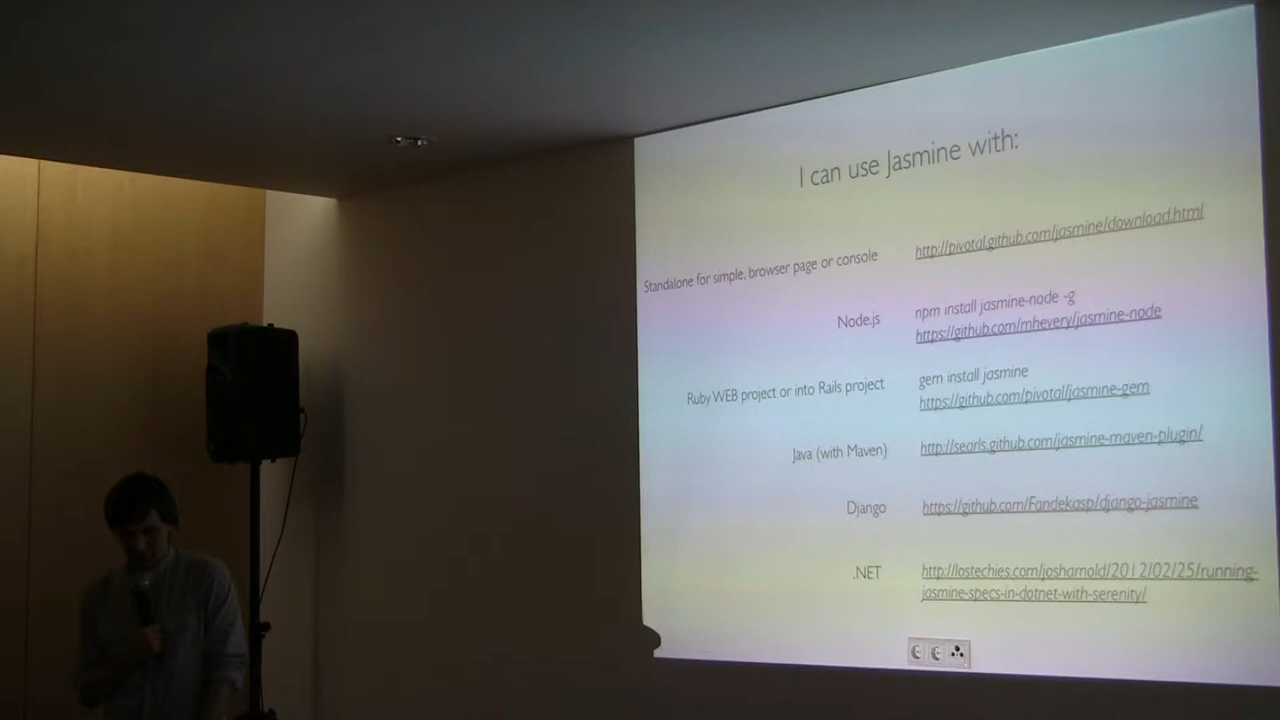 I can use Jasmine with:
Standalone for simple, browser page or console
http://pivotal.github.com/jasmine/download.html
Node.js
npm install jasmine-node -g
https://github.com/mhevery/jasmine-node
Ruby WEB project or into Rails project
gem install jasmine
https://github.com/pivotal/jasmine-gem
Java (with Maven)
http://searls.github.com/jasmine-maven-plugin/
Django
https://github.com/Fandekasp/django-jasmine
.NET
http://lostechies.com/josharnold/2012/02/25/running-
jasmine-specs-in-dotnet-with-serenity/